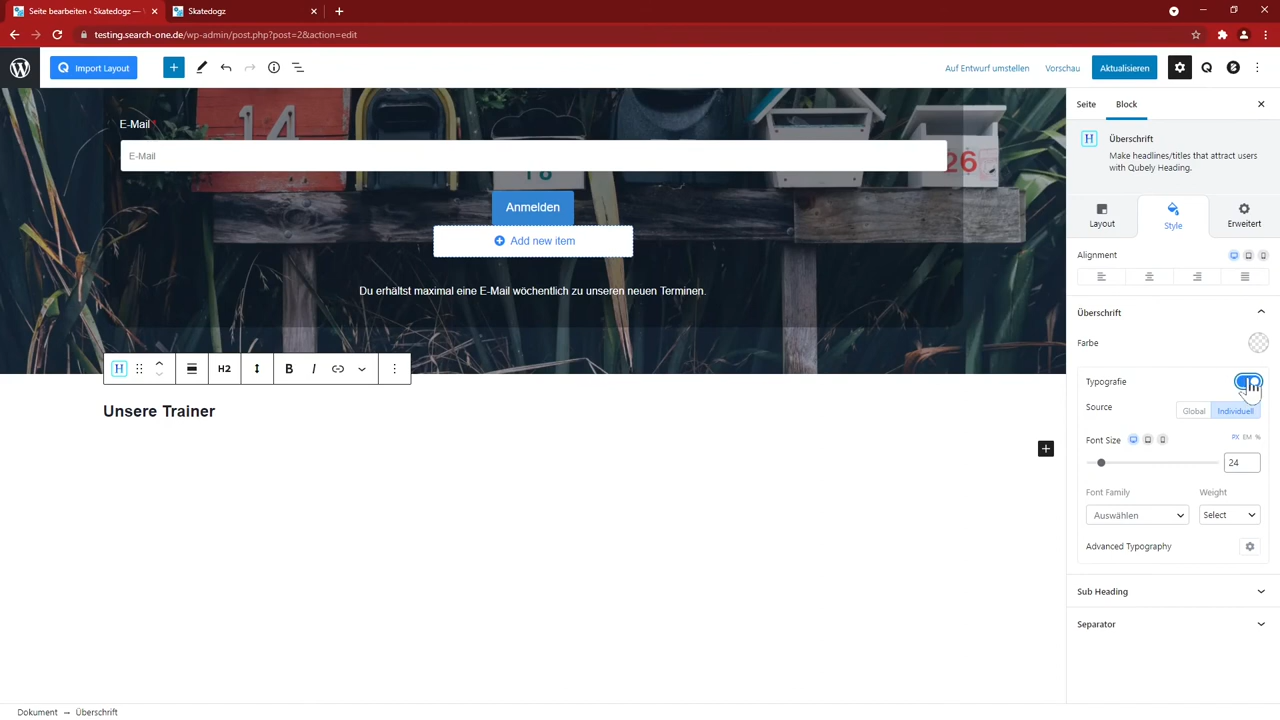 Seite bearbeiten ‹ Skatedogz —
Skatedogz
testing.search-one.de/wp-admin/post.php?post=2&action=edit
Import Layout
Auf Entwurf umstellen
Vorschau
Aktualisieren
E-Mail*
E-Mail
14
16
26
Anmelden
Add new item
Du erhältst maximal eine E-Mail wöchentlich zu unseren neuen Terminen.
H
H2
B
I
Unsere Trainer
Seite
Block
H
Überschrift
Make headlines/titles that attract users
with Qubely Heading.
Layout
Style
Erweitert
Alignment
Überschrift
Farbe
Typografie
Source
Global
Individuell
Font Size
PX EM %
24
Font Family
Weight
Auswählen
Select
Advanced Typography
Sub Heading
Separator
Dokument → Überschrift